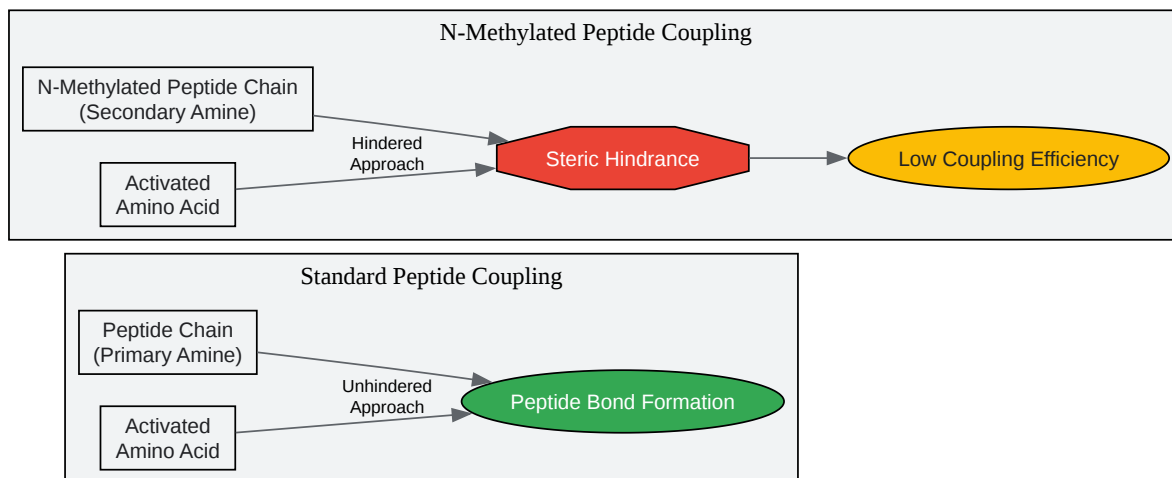 N-Methylated Peptide Coupling
N-Methylated Peptide Chain
(Secondary Amine)
Hindered
Approach
Activated
Amino Acid
Steric Hindrance
Low Coupling Efficiency
Standard Peptide Coupling
Peptide Chain
(Primary Amine)
Unhindered
Approach
Activated
Amino Acid
Peptide Bond Formation